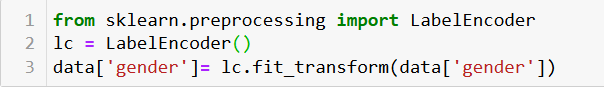 1 from sklearn.preprocessing import LabelEncoder
2 lc = LabelEncoder()
3 data['gender']= lc.fit_transform(data['gender'])